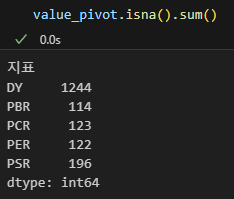 value_pivot.isna().sum()
✓ 0.0s
지표
DY 1244
PBR 114
PCR 123
PER 122
PSR 196
dtype: int64